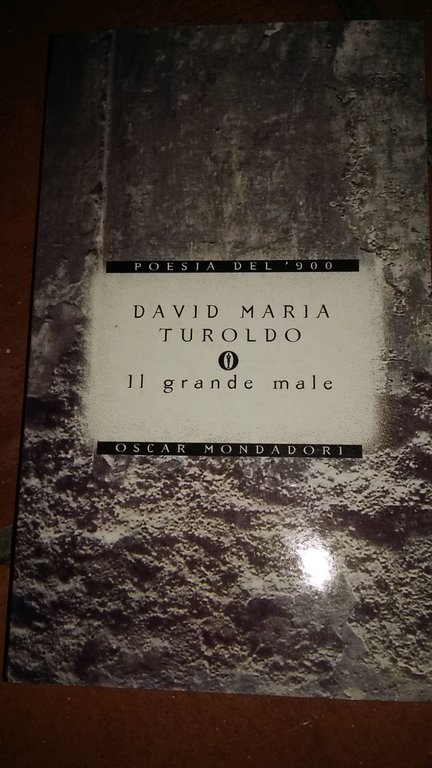 POESIA DEL '900
DAVID MARIA
TUROLDO
Il grande male
OSCAR MONDADORI